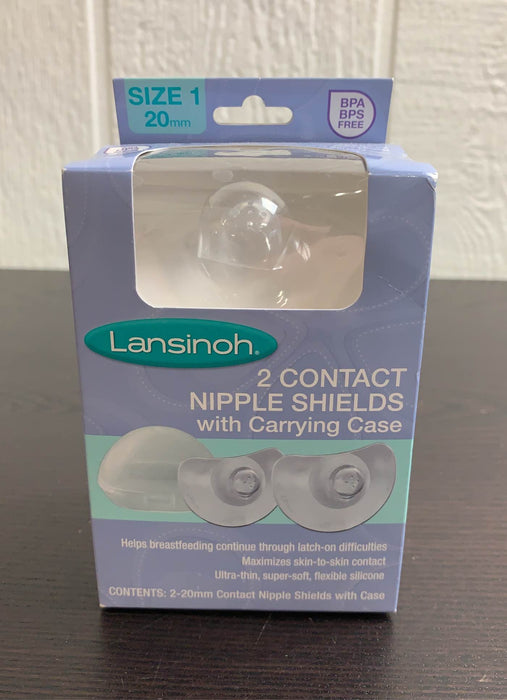 SIZE 1
20mm
BPA
BPS
FREE
Lansinoh®
2 CONTACT
NIPPLE SHIELDS
with Carrying Case
Helps breastfeeding continue through latch-on difficulties
Maximizes skin-to-skin contact
Ultra-thin, super-soft, flexible silicone
CONTENTS: 2-20mm Contact Nipple Shields with Case